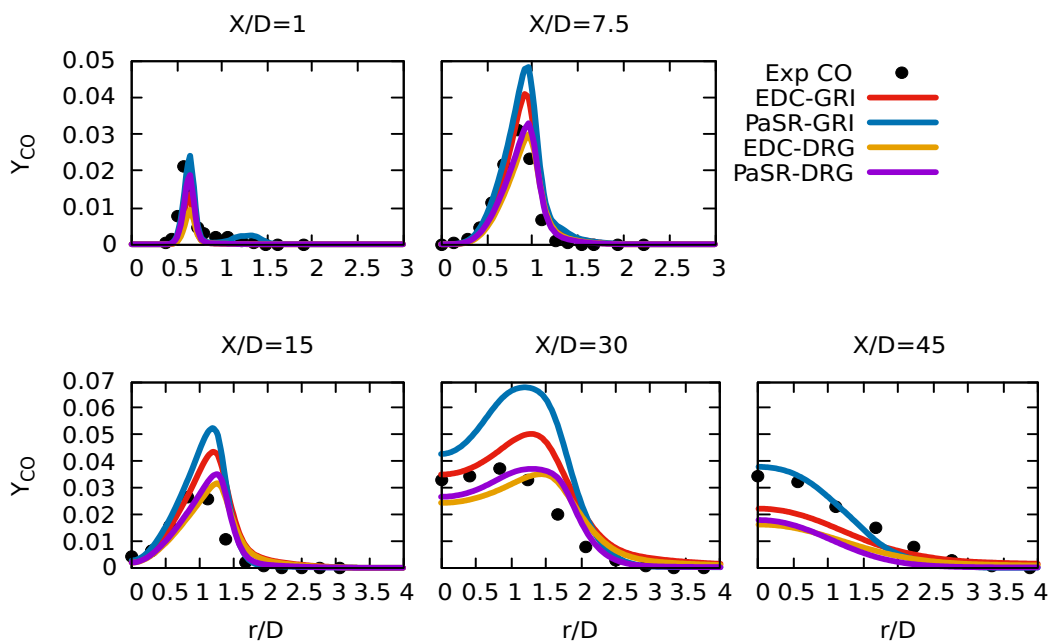 X/D=1
X/D=7.5
0.05
0.04
0.03
0.02
0.01
0
Y_CO
0 0.5 1 1.5 2 2.5 3
0 0.5 1 1.5 2 2.5 3
Exp CO
EDC-GRI
PaSR-GRI
EDC-DRG
PaSR-DRG
X/D=15
X/D=30
X/D=45
0.07
0.06
0.05
0.04
0.03
0.02
0.01
0
Y_CO
0 0.5 1 1.5 2 2.5 3 3.5 4
0 0.5 1 1.5 2 2.5 3 3.5 4
0 0.5 1 1.5 2 2.5 3 3.5 4
r/D
r/D
r/D